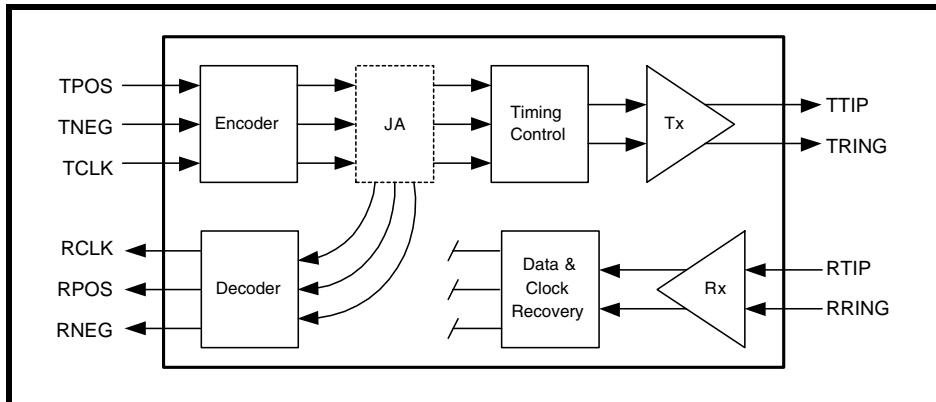 TPOS
TNEG
TCLK
Encoder
JA
Timing
Control
Tx
TTIP
TRING
RCLK
RPOS
RNEG
Decoder
Data &
Clock
Recovery
Rx
RTIP
RRING